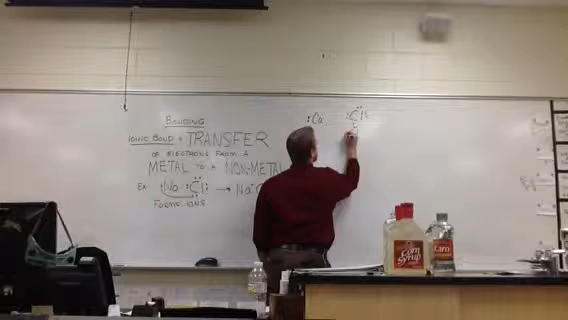 BONDING
IONIC BOND = TRANSFER
OF ELECTRONS FROM A
METAL TO A NON-METAL
EX •Na :Cl: → Na⁺ C
FORMS IONS
:Ca :Cl:
Corn
Syrup
Karo